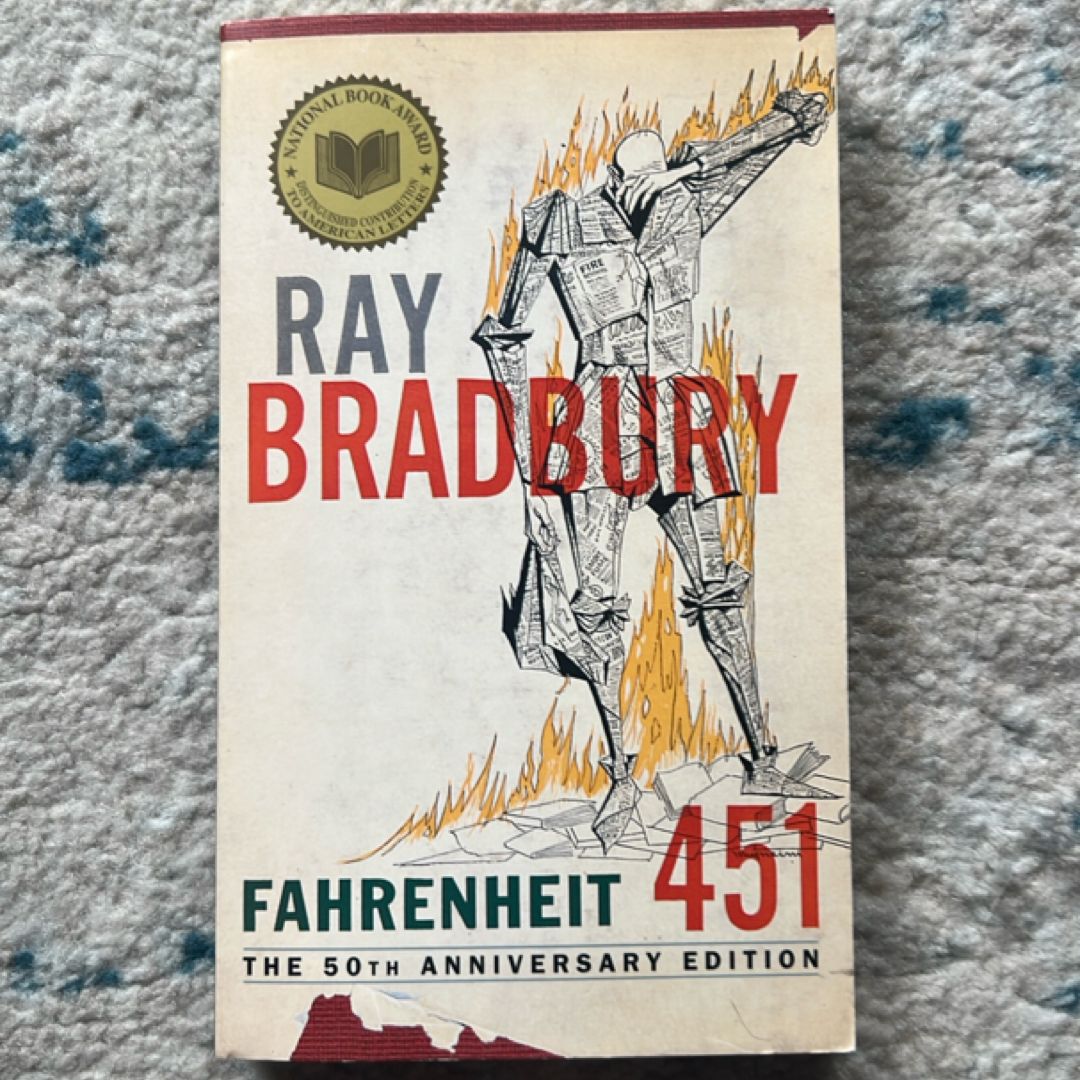 NATIONAL BOOK AWARD
DISTINGUISHED CONTRIBUTION
TO AMERICAN LETTERS
RAY
FIRE
BRADBURY
FAHRENHEIT 451
THE 50TH ANNIVERSARY EDITION